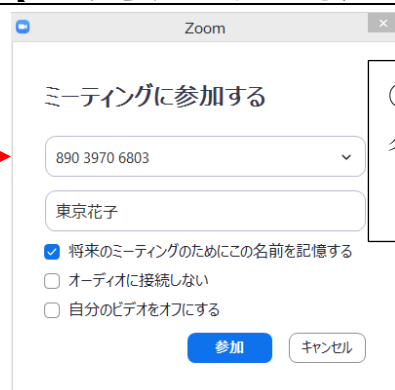 Zoom
ミーティングに参加する
890 3970 6803
東京花子
将来のミーティングのためにこの名前を記憶する
オーディオに接続しない
自分のビデオをオフにする
参加
キャンセル